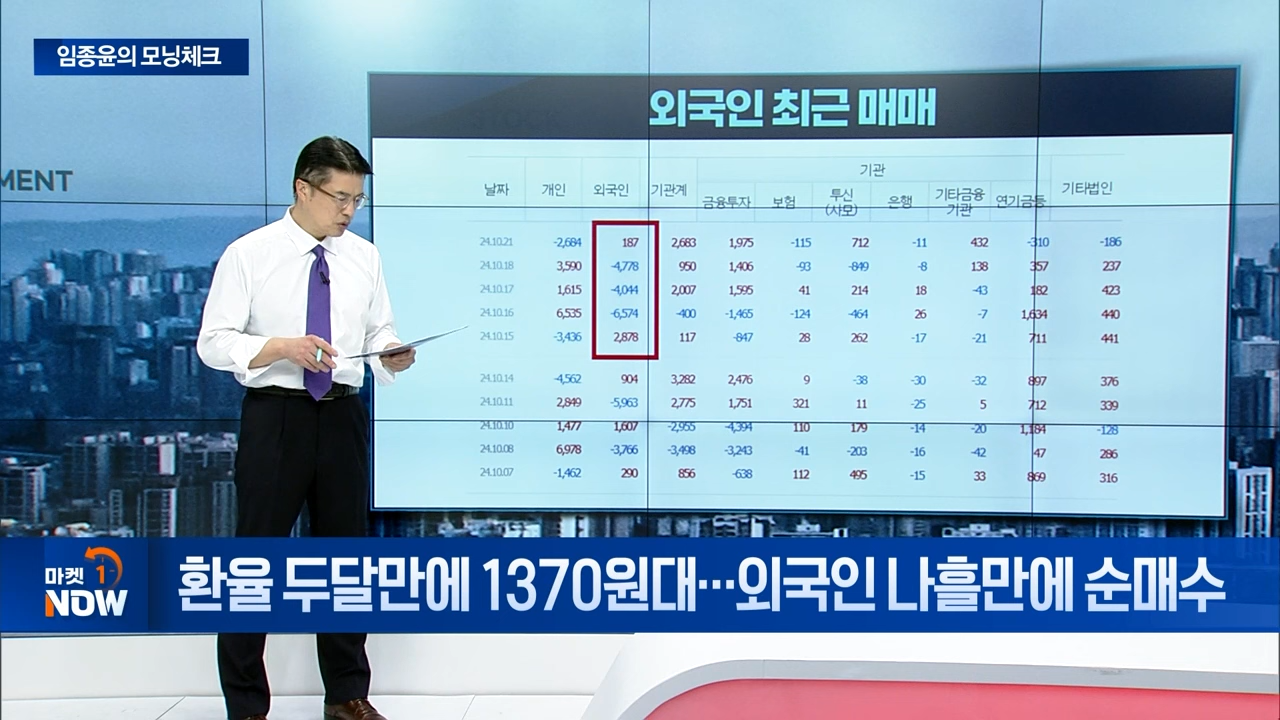 임종윤의 모닝체크
MENT
외국인 최근 매매
기관
날짜 개인 외국인 기관계 금융투자 보험 투신 (사모) 은행 기타금융 기관 연기금등 기타법인
24.10.21 -2,684 187 2,683 1,975 -115 712 -11 432 -310 -186
24.10.18 3,590 -4,778 950 1,406 -93 -849 -8 138 357 237
24.10.17 1,615 -4,044 2,007 1,595 41 214 18 -43 182 423
24.10.16 6,535 -6,574 -400 -1,465 -124 -464 26 -7 1,634 440
24.10.15 -3,436 2,878 117 -847 28 262 -17 -21 711 441
24.10.14 -4,562 904 3,282 2,476 9 -38 -30 -32 897 376
24.10.11 2,849 -5,963 2,775 1,751 321 11 -25 5 712 339
24.10.10 1,477 1,607 -2,955 -4,394 110 179 -14 -20 1,184 -128
24.10.08 6,978 -3,766 -3,498 -3,243 -41 -203 -16 -42 47 286
24.10.07 -1,462 290 856 -638 112 495 -15 33 869 316
마켓 1
NOW
환율 두달만에 1370원대…외국인 나흘만에 순매수